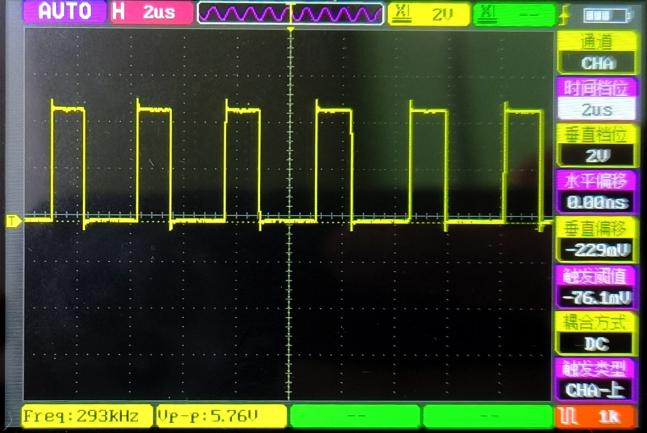 AUTO H 2us X1 2V X1 --
通道
CHA
时间档位
2us
垂直档位
2V
水平偏移
0.00ns
垂直偏移
-229mV
触发阈值
-76.1mV
耦合方式
DC
触发类型
CHA-上
T
Freq:293kHz Vp-p:5.76V -- -- 1k